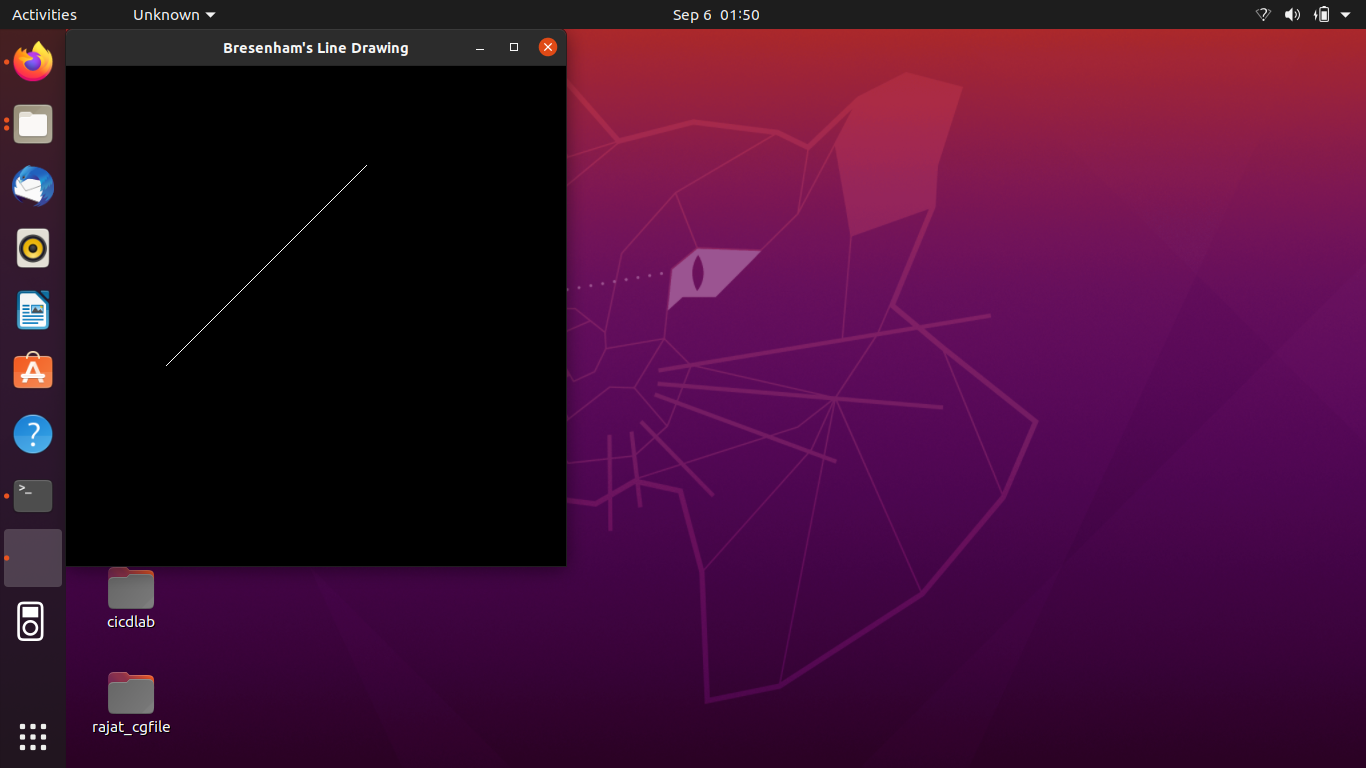 Activities
Unknown
Sep 6 01:50
Bresenham's Line Drawing
>_
?
cicdlab
rajat_cgfile